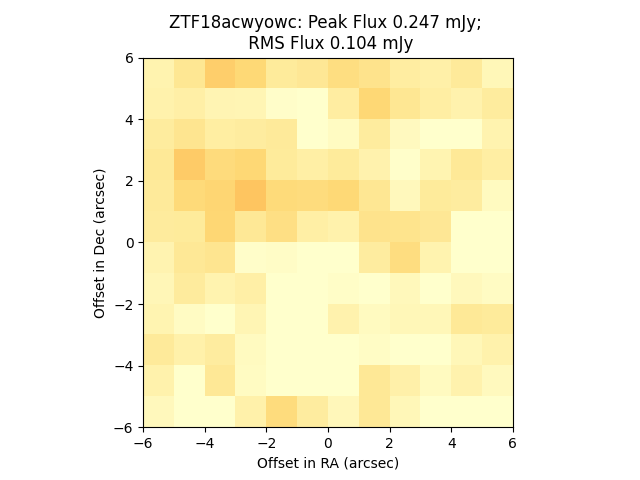 ZTF18acwyowc: Peak Flux 0.247 mJy;
RMS Flux 0.104 mJy
6
4
2
0
−2
−4
−6
Offset in Dec (arcsec)
−6 −4 −2 0 2 4 6
Offset in RA (arcsec)